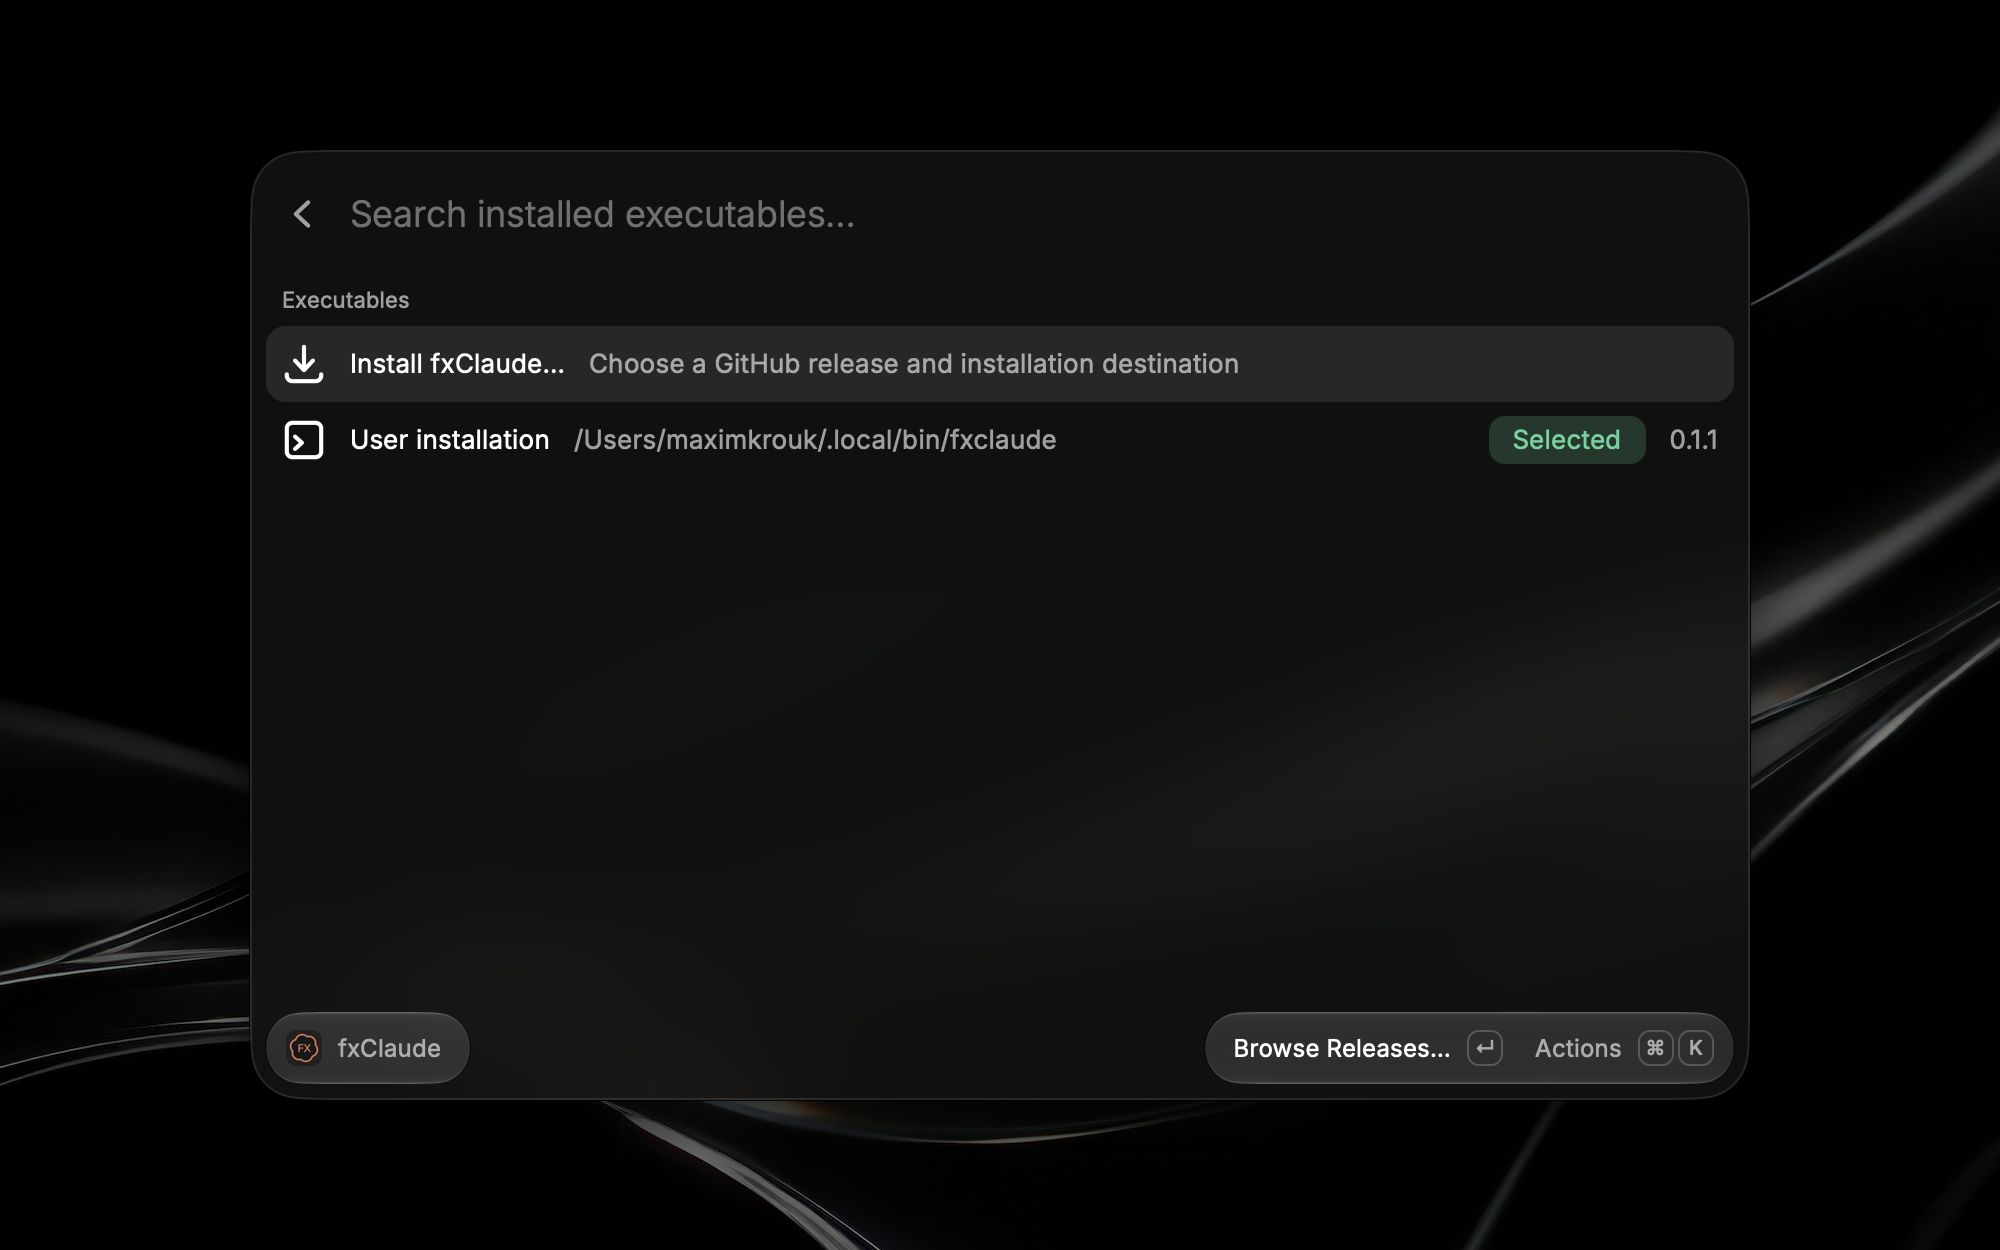 Search installed executables...
Executables
Install fxClaude... Choose a GitHub release and installation destination
User installation /Users/maximkrouk/.local/bin/fxclaude Selected 0.1.1
FX fxClaude Browse Releases... ↵ Actions ⌘ K